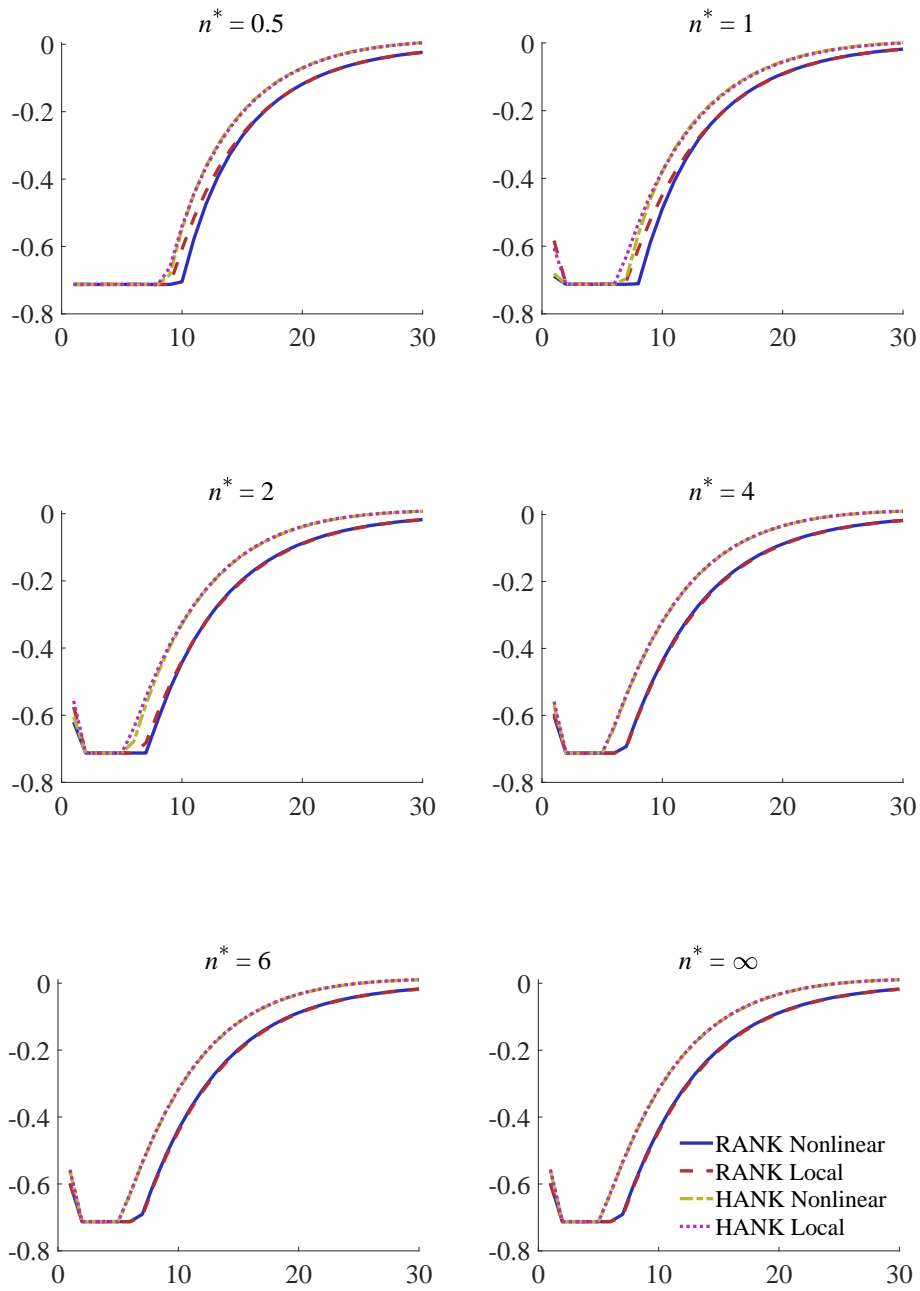 n* = 0.5
0
-0.2
-0.4
-0.6
-0.8
0 10 20 30
n* = 1
0
-0.2
-0.4
-0.6
-0.8
0 10 20 30
n* = 2
0
-0.2
-0.4
-0.6
-0.8
0 10 20 30
n* = 4
0
-0.2
-0.4
-0.6
-0.8
0 10 20 30
n* = 6
0
-0.2
-0.4
-0.6
-0.8
0 10 20 30
n* = ∞
0
-0.2
-0.4
-0.6
-0.8
0 10 20 30
RANK Nonlinear
RANK Local
HANK Nonlinear
HANK Local